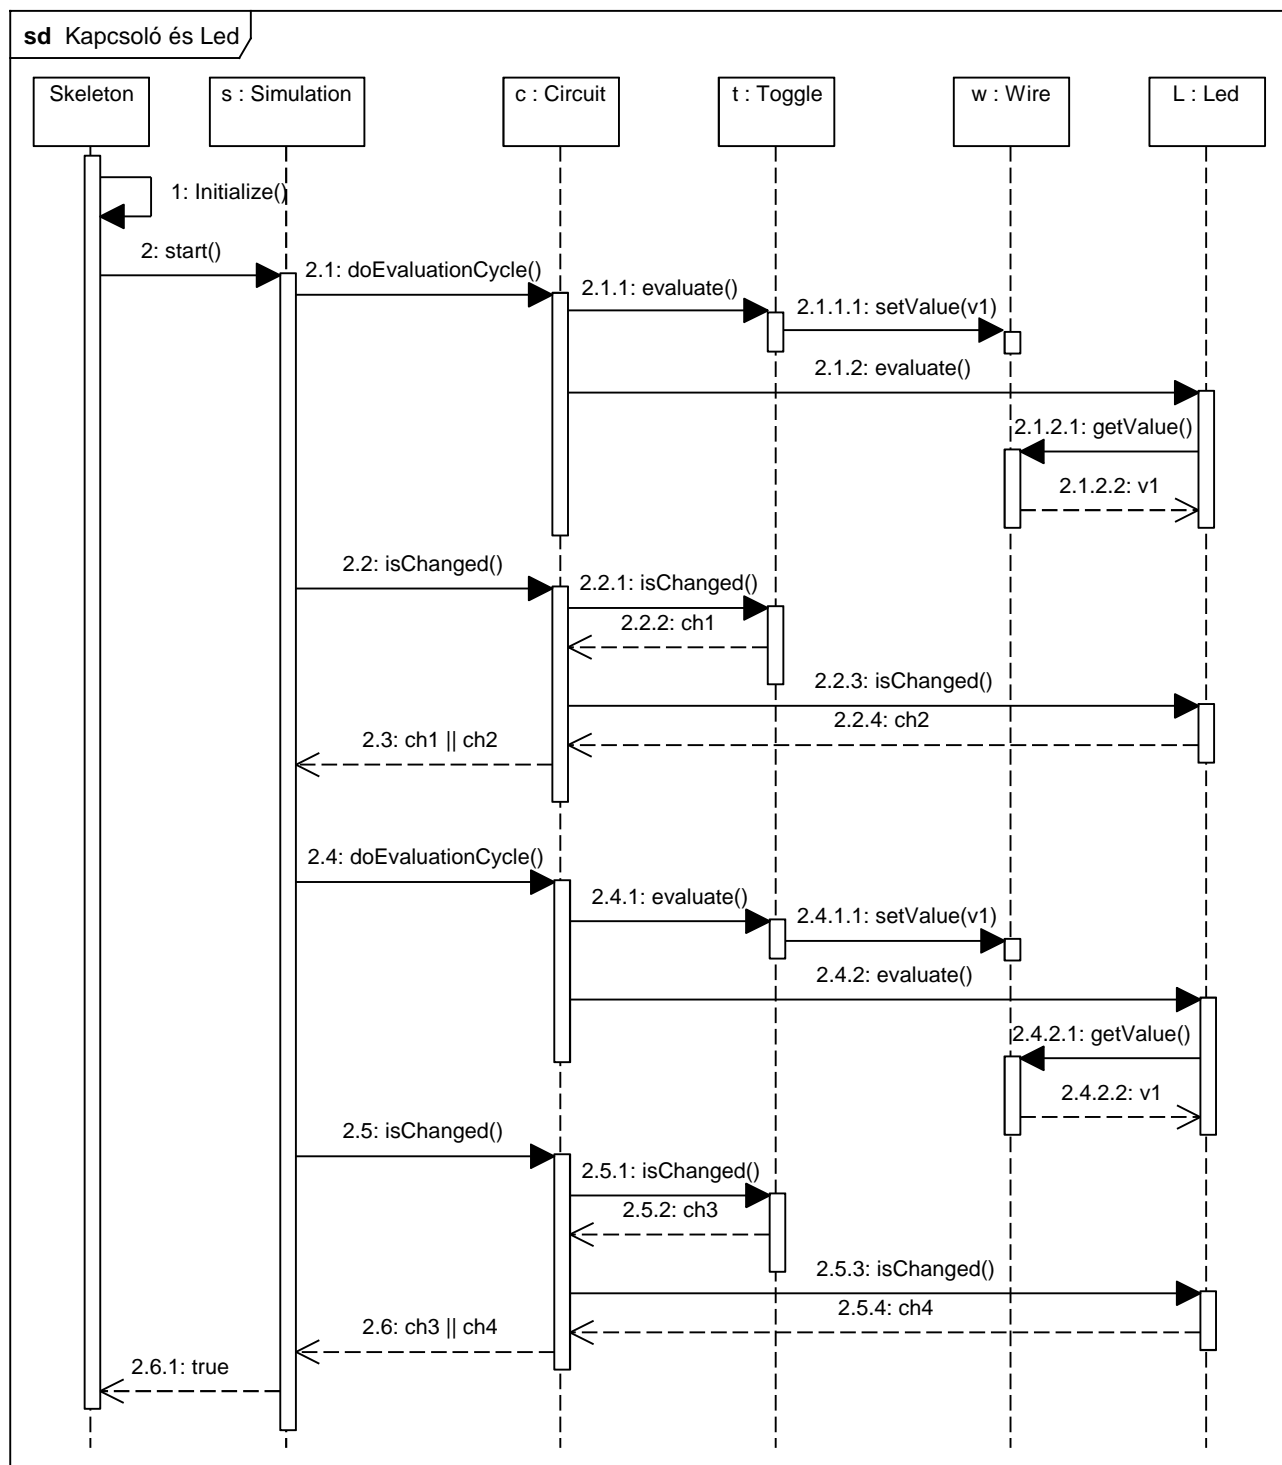 sd Kapcsoló és Led
Skeleton
s : Simulation
c : Circuit
t : Toggle
w : Wire
L : Led
1: Initialize()
2: start()
2.1: doEvaluationCycle()
2.1.1: evaluate()
2.1.1.1: setValue(v1)
2.1.2: evaluate()
2.1.2.1: getValue()
2.1.2.2: v1
2.2: isChanged()
2.2.1: isChanged()
2.2.2: ch1
2.2.3: isChanged()
2.2.4: ch2
2.3: ch1 || ch2
2.4: doEvaluationCycle()
2.4.1: evaluate()
2.4.1.1: setValue(v1)
2.4.2: evaluate()
2.4.2.1: getValue()
2.4.2.2: v1
2.5: isChanged()
2.5.1: isChanged()
2.5.2: ch3
2.5.3: isChanged()
2.5.4: ch4
2.6: ch3 || ch4
2.6.1: true